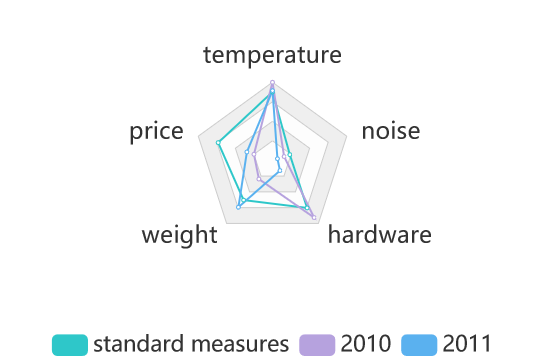 temperature
price
noise
weight
hardware
standard measures 2010 2011